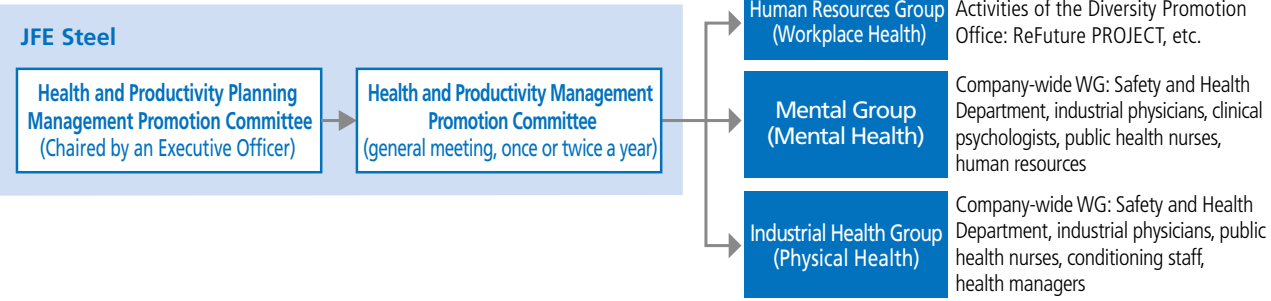 JFE Steel
Health and Productivity Planning
Management Promotion Committee
(Chaired by an Executive Officer)
Health and Productivity Management
Promotion Committee
(general meeting, once or twice a year)
Human Resources Group
(Workplace Health)
Activities of the Diversity Promotion
Office: ReFuture PROJECT, etc.
Mental Group
(Mental Health)
Company-wide WG: Safety and Health
Department, industrial physicians, clinical
psychologists, public health nurses,
human resources
Industrial Health Group
(Physical Health)
Company-wide WG: Safety and Health
Department, industrial physicians, public
health nurses, conditioning staff,
health managers